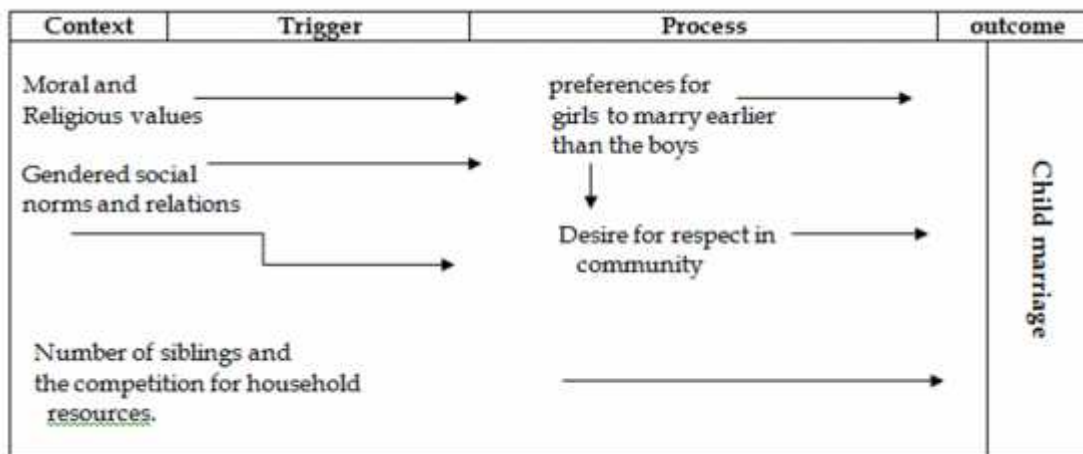 Context Trigger Process outcome
Moral and
Religious values
preferences for
girls to marry earlier
than the boys
Gendered social
norms and relations
Desire for respect in
community
Number of siblings and
the competition for household
resources.
Child marriage